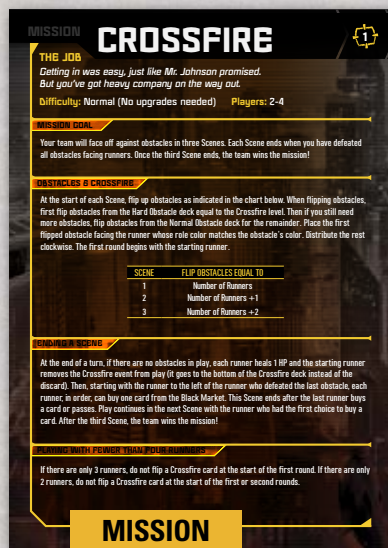 MISSION
CROSSFIRE
1
THE JOB
Getting in was easy, just like Mr. Johnson promised.
But you've got heavy company on the way out.
Difficulty: Normal (No upgrades needed) Players: 2-4
MISSION GOAL
Your team will face off against obstacles in three Scenes. Each Scene ends when you have defeated
all obstacles facing runners. Once the third Scene ends, the team wins the mission!
OBSTACLES & CROSSFIRE
At the start of each Scene, flip up obstacles as indicated in the chart below. When flipping obstacles,
first flip obstacles from the Hard Obstacle deck equal to the Crossfire level. Then if you still need
more obstacles, flip obstacles from the Normal Obstacle deck for the remainder. Place the first
flipped obstacle facing the runner whose role color matches the obstacle's color. Distribute the rest
clockwise. The first round begins with the starting runner.
SCENE FLIP OBSTACLES EQUAL TO
1 Number of Runners
2 Number of Runners +1
3 Number of Runners +2
ENDING A SCENE
At the end of a turn, if there are no obstacles in play, each runner heals 1 HP and the starting runner
removes the Crossfire event from play (it goes to the bottom of the Crossfire deck instead of the
discard). Then, starting with the runner to the left of the runner who defeated the last obstacle, each
runner, in order, can buy one card from the Black Market. This Scene ends after the last runner buys
a card or passes. Play continues in the next Scene with the runner who had the first choice to buy a
card. After the third Scene, the team wins the mission!
PLAYING WITH FEWER THAN FOUR RUNNERS
If there are only 3 runners, do not flip a Crossfire card at the start of the first round. If there are only
2 runners, do not flip a Crossfire card at the start of the first or second rounds.
MISSION